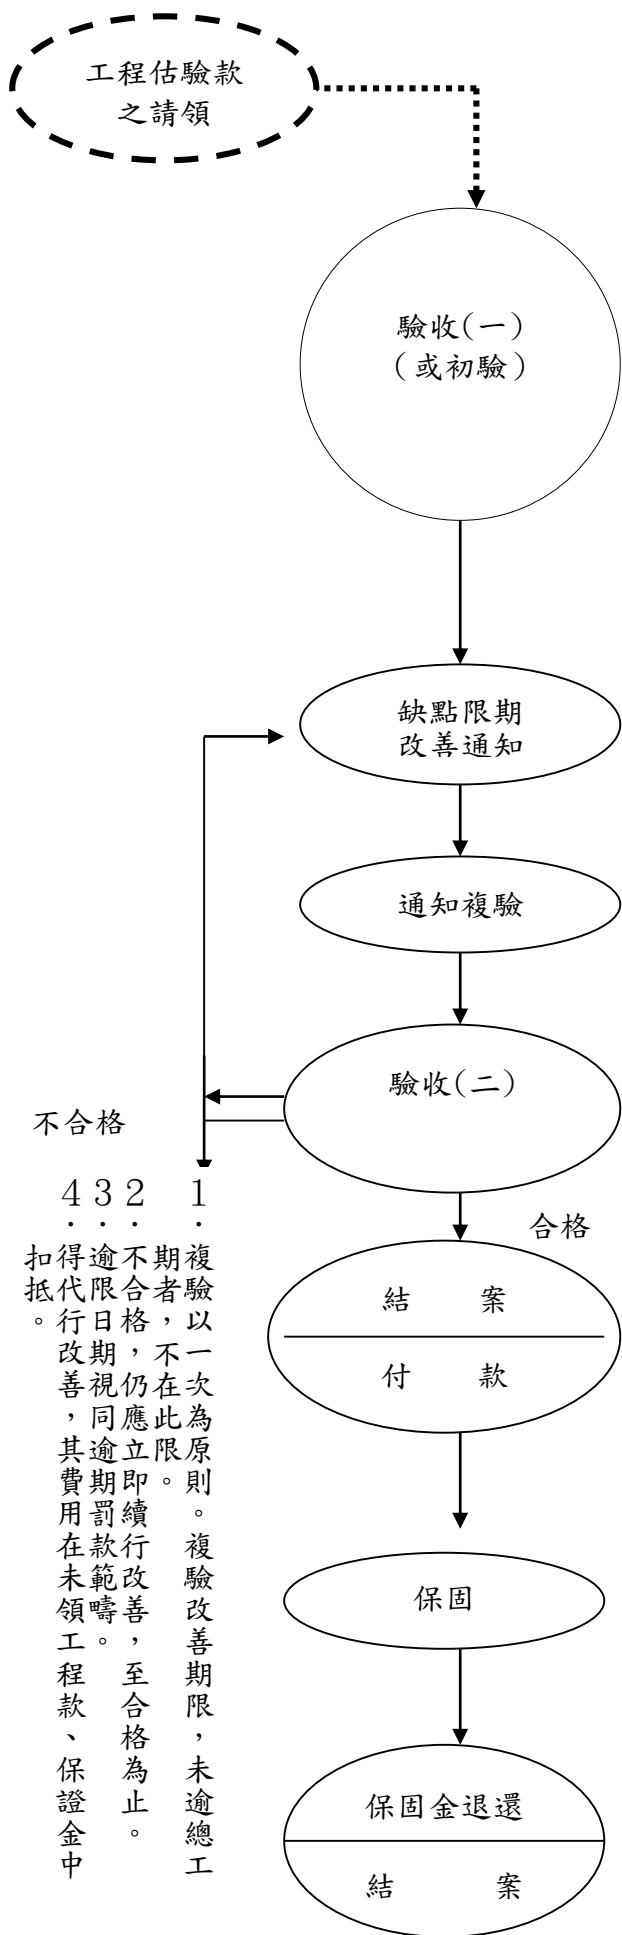 工程估驗款
之請領
驗收(一)
(或初驗)
缺點限期
改善通知
通知複驗
驗收(二)
不合格
合格
1.複驗以一次為原則。複驗改善期限,未逾總工
期者,不在此限。
2.不合格,仍應立即續行改善,至合格為止。
3.逾限日期視同逾期罰款範疇。
4.得代行改善,其費用在未領工程款、保證金中
扣抵。
結 案
付 款
保固
保固金退還
結 案